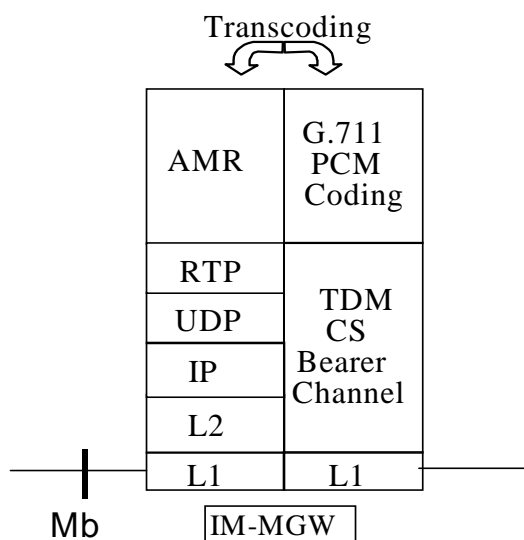 Transcoding
AMR
G.711
PCM
Coding
RTP
UDP
IP
L2
TDM
CS
Bearer
Channel
L1
L1
Mb
IM-MGW